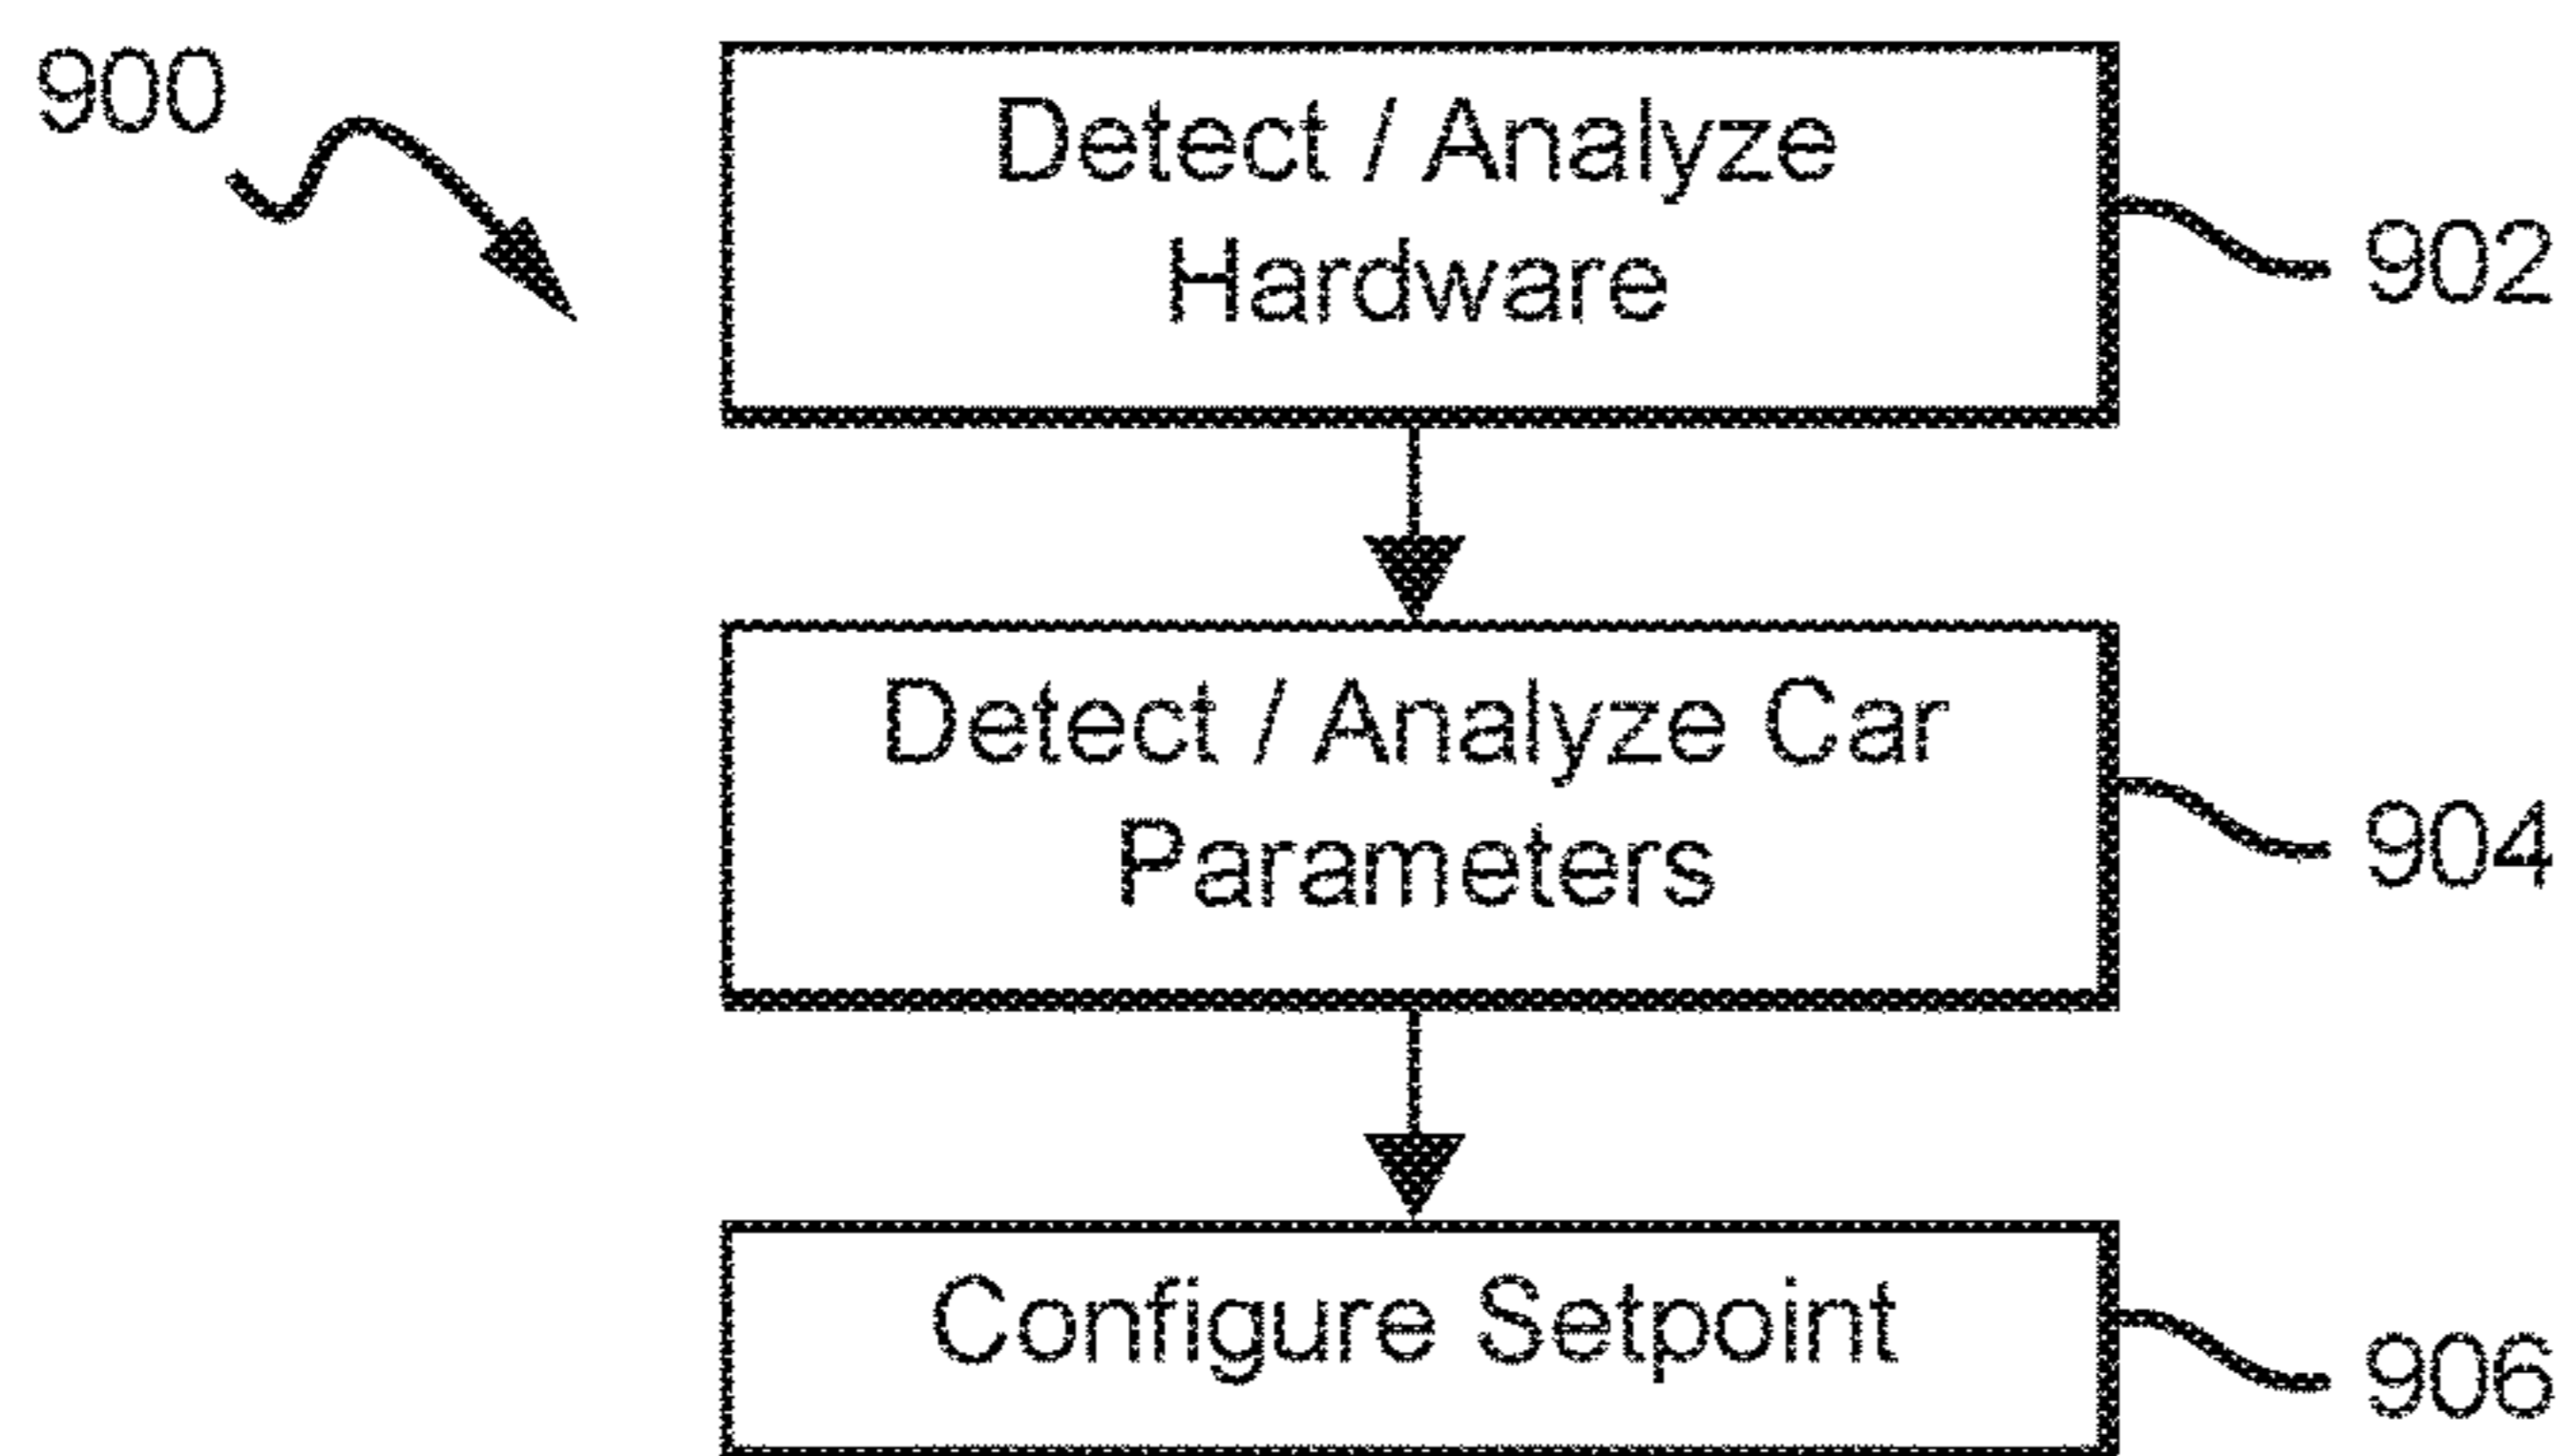 900
Detect / Analyze
Hardware
902
Detect / Analyze Car
Parameters
904
Configure Setpoint
906